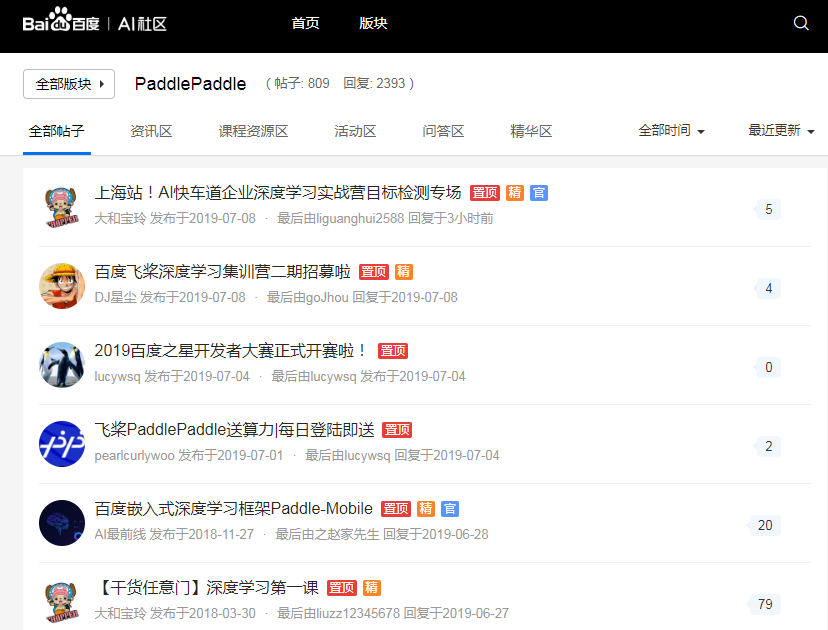 Baidu百度 | AI社区 首页 版块
全部版块 PaddlePaddle （帖子: 809 回复: 2393 ）
全部帖子 资讯区 课程资源区 活动区 问答区 精华区 全部时间 最近更新
上海站！AI快车道企业深度学习实战营目标检测专场 置顶 精 官
大和宝玲 发布于2019-07-08 · 最后由liguanghui2588 回复于3小时前
5
百度飞桨深度学习集训营二期招募啦 置顶 精
DJ星尘 发布于2019-07-08 · 最后由goJhou 回复于2019-07-08
4
2019百度之星开发者大赛正式开赛啦！ 置顶
lucywsq 发布于2019-07-04 · 最后由lucywsq 发布于2019-07-04
0
飞桨PaddlePaddle送算力|每日登陆即送 置顶
pearlcurlywoo 发布于2019-07-01 · 最后由lucywsq 回复于2019-07-04
2
百度嵌入式深度学习框架Paddle-Mobile 置顶 精 官
AI最前线 发布于2018-11-27 · 最后由之赵家先生 回复于2019-06-28
20
【干货任意门】深度学习第一课 置顶 精
大和宝玲 发布于2018-03-30 · 最后由liuzz12345678 回复于2019-06-27
79